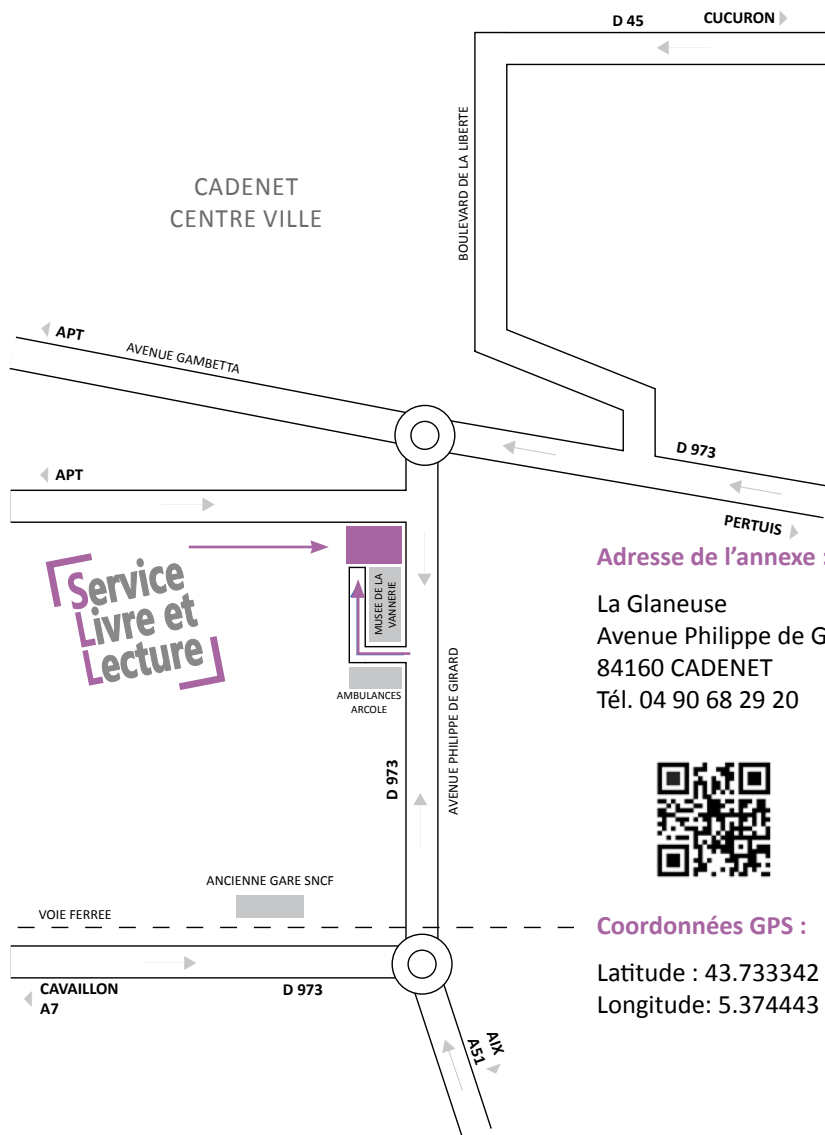 D 45
CUCURON
BOULEVARD DE LA LIBERTE
CADENET
CENTRE VILLE
APT
AVENUE GAMBETTA
D 973
PERTUIS
APT
Service
Livre et
Lecture
MUSEE DE LA
VANNERIE
AMBULANCES
ARCOLE
AVENUE PHILIPPE DE GIRARD
D 973
Adresse de l’annexe :
La Glaneuse
Avenue Philippe de G
84160 CADENET
Tél. 04 90 68 29 20
ANCIENNE GARE SNCF
VOIE FERREE
CAVAILLON
A7
D 973
AIX
A51
Coordonnées GPS :
Latitude : 43.733342
Longitude: 5.374443